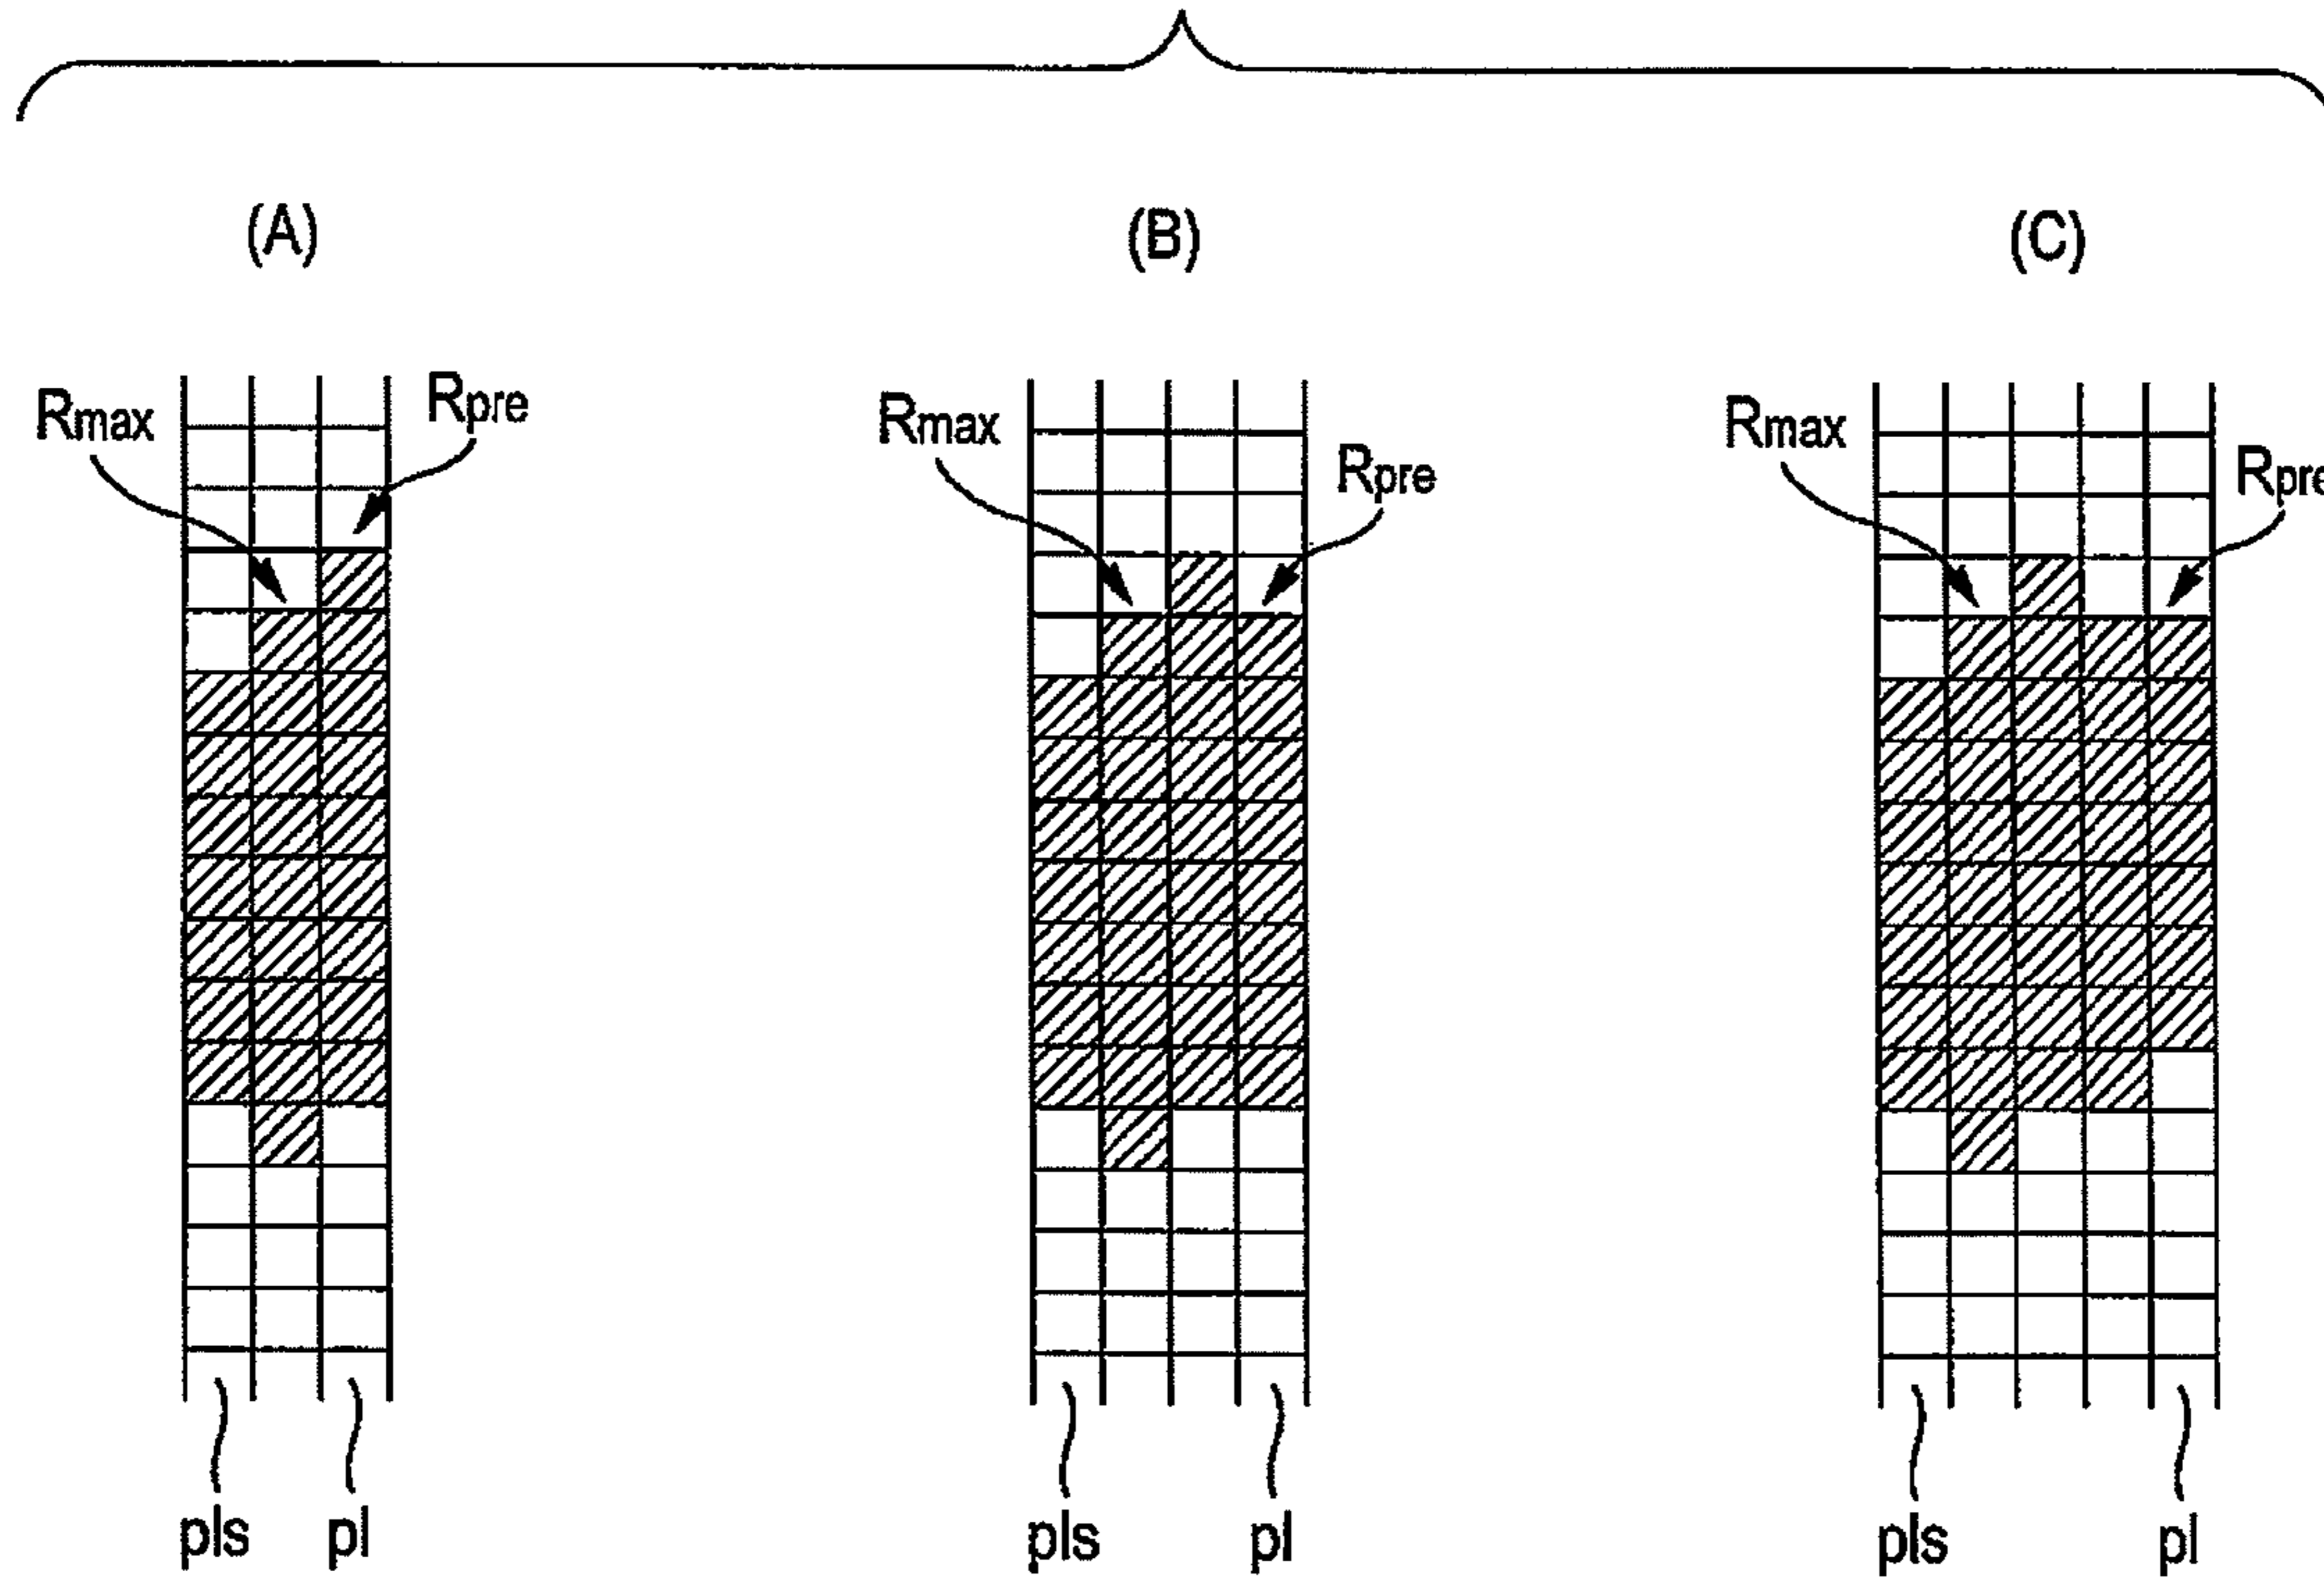 (A) (B) (C)
Rmax Rpre Rmax Rpre Rmax Rpre
pls pl pls pl pls pl